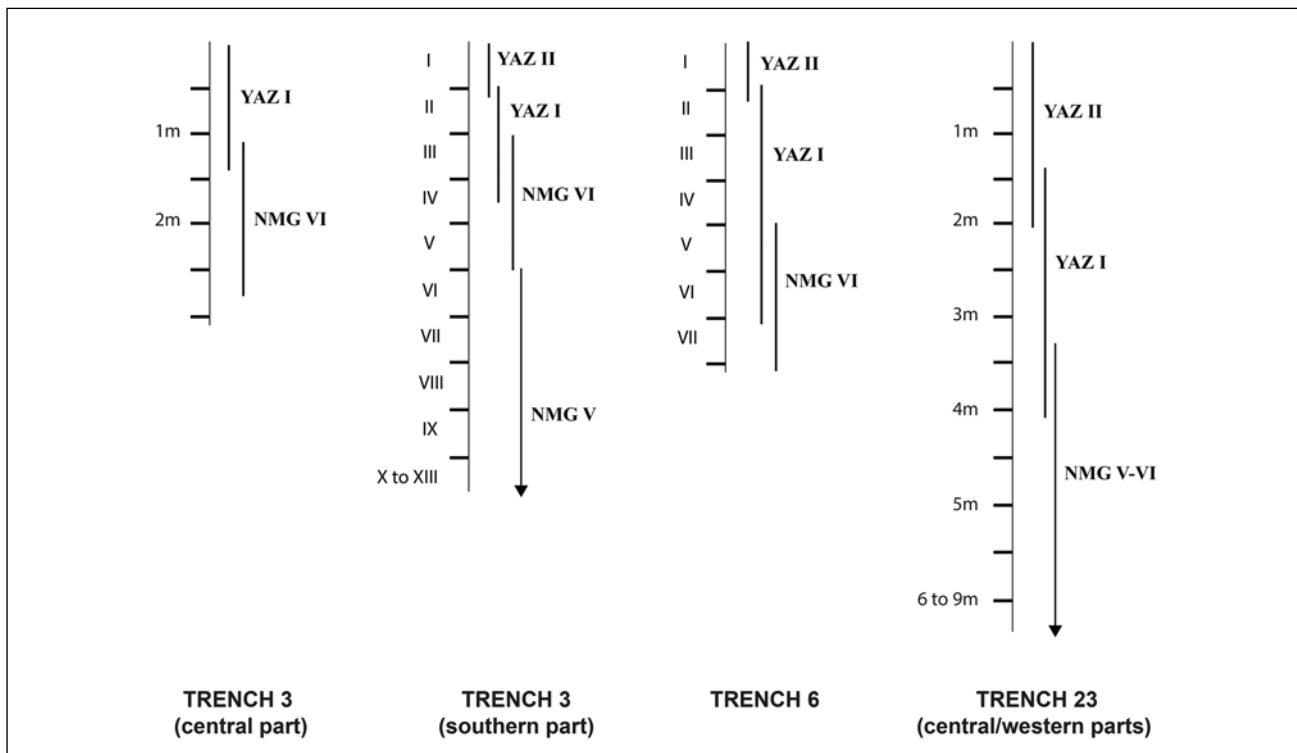 YAZ I
1m
2m
NMG VI
TRENCH 3
(central part)
I
II
III
IV
V
VI
VII
VIII
IX
X to XIII
YAZ II
YAZ I
NMG VI
NMG V
TRENCH 3
(southern part)
I
II
III
IV
V
VI
VII
YAZ II
YAZ I
NMG VI
TRENCH 6
1m
2m
3m
4m
5m
6 to 9m
YAZ II
YAZ I
NMG V-VI
TRENCH 23
(central/western parts)